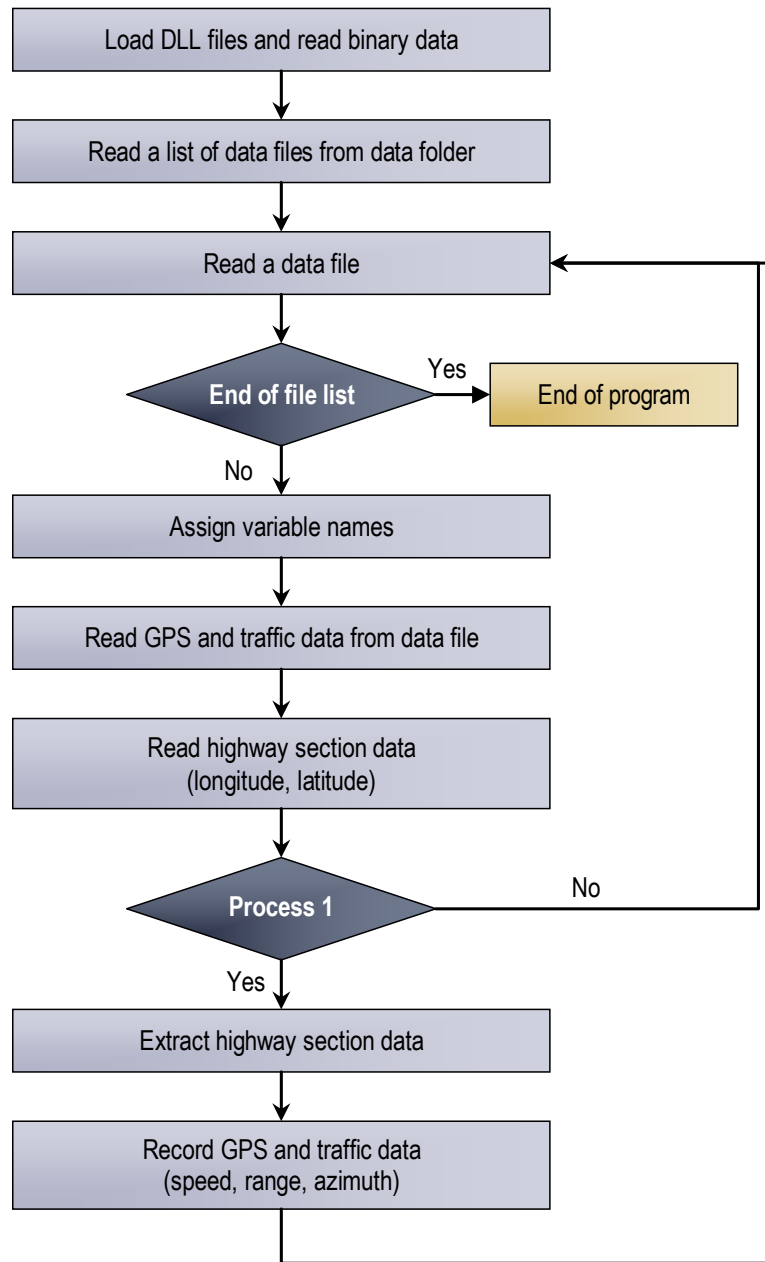 Load DLL files and read binary data
Read a list of data files from data folder
Read a data file
End of file list
Yes
End of program
No
Assign variable names
Read GPS and traffic data from data file
Read highway section data
(longitude, latitude)
Process 1
No
Yes
Extract highway section data
Record GPS and traffic data
(speed, range, azimuth)